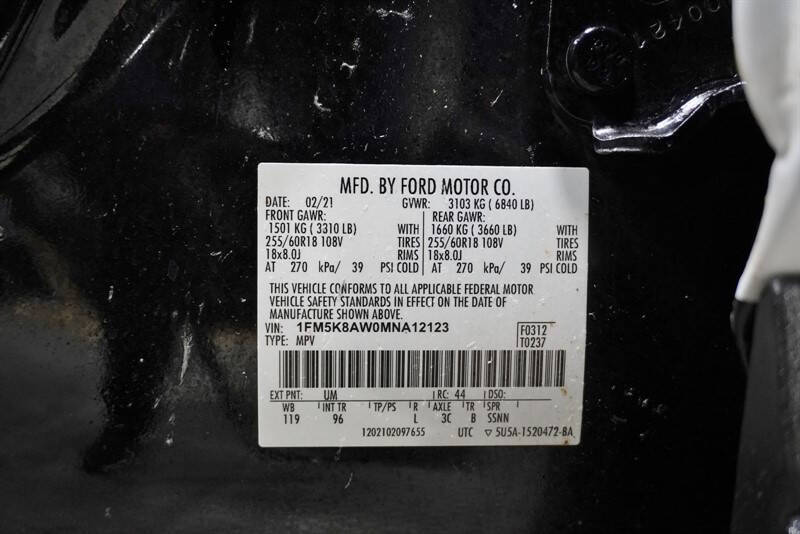 00421
MFD. BY FORD MOTOR CO.
DATE: 02/21 GVWR: 3103 KG ( 6840 LB)
FRONT GAWR: REAR GAWR:
1501 KG ( 3310 LB) WITH 1660 KG ( 3660 LB) WITH
255/60R18 108V TIRES 255/60R18 108V TIRES
18x8.0J RIMS 18x8.0J RIMS
AT 270 kPa/ 39 PSI COLD AT 270 kPa/ 39 PSI COLD
THIS VEHICLE CONFORMS TO ALL APPLICABLE FEDERAL MOTOR
VEHICLE SAFETY STANDARDS IN EFFECT ON THE DATE OF
MANUFACTURE SHOWN ABOVE.
VIN: 1FM5K8AW0MNA12123 F0312
TYPE: MPV T0237
EXT PNT: UM RC: 44 DSO:
WB INT TR TP/PS R AXLE TR SPR
119 96 L 3C B SSNN
1202102097655 UTC ▽ 5U5A-1520472-BA